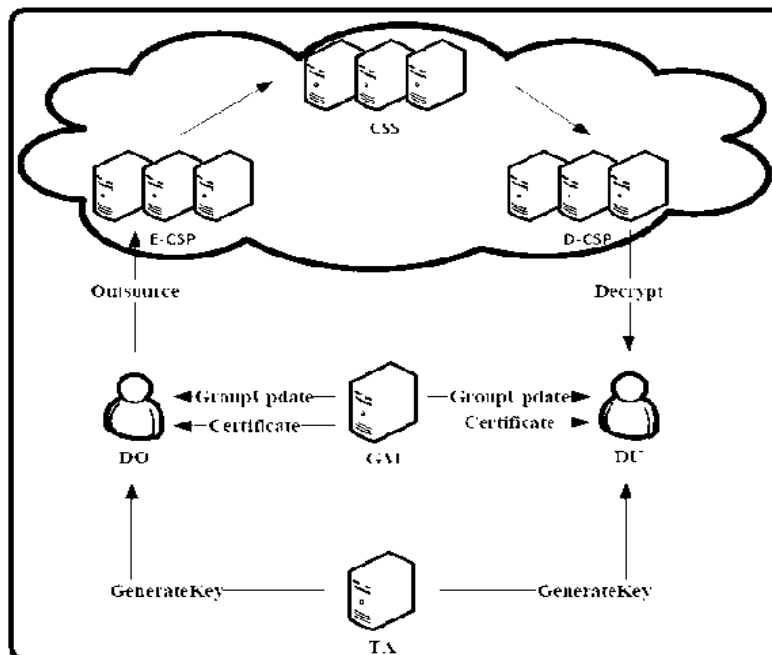 CSS
E-CSP
D-CSP
Outsource
Decrypt
GroupUpdate
GroupUpdate
Certificate
Certificate
DO
GM
DU
GenerateKey
GenerateKey
TA